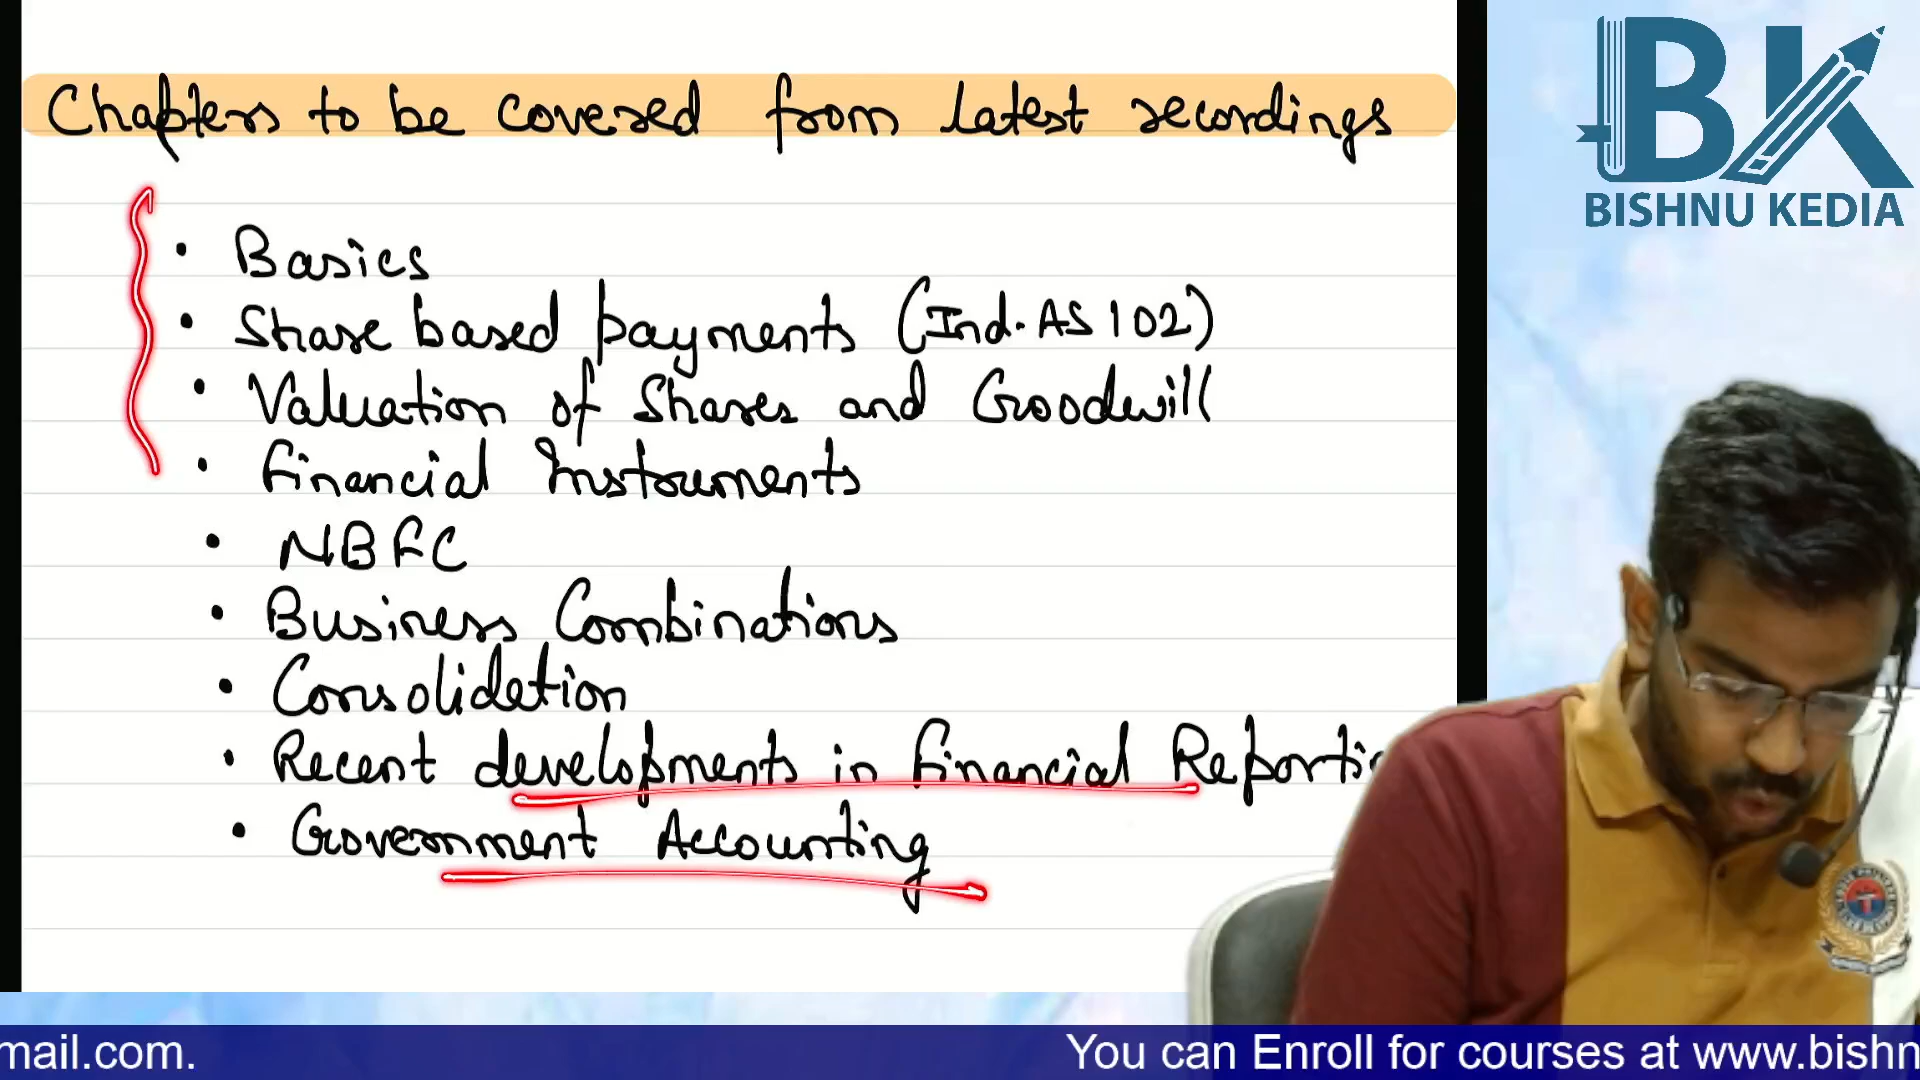 Chapters to be covered from latest recordings
• Basics
• Share based payments (Ind. AS 102)
• Valuation of Shares and Goodwill
• Financial Instruments
• NBFC
• Business Combinations
• Consolidation
• Recent developments in Financial Reporti
• Government Accounting
BK
BISHNU KEDIA
mail.com.
You can Enroll for courses at www.bishn